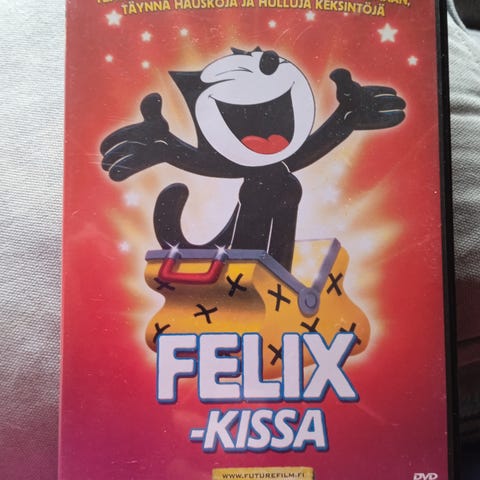 TÄYNNÄ HAUSKOJA JA HULLUJA KEKSINTÖJÄ
FELIX
-KISSA
WWW.FUTUREFILM.FI
DVD